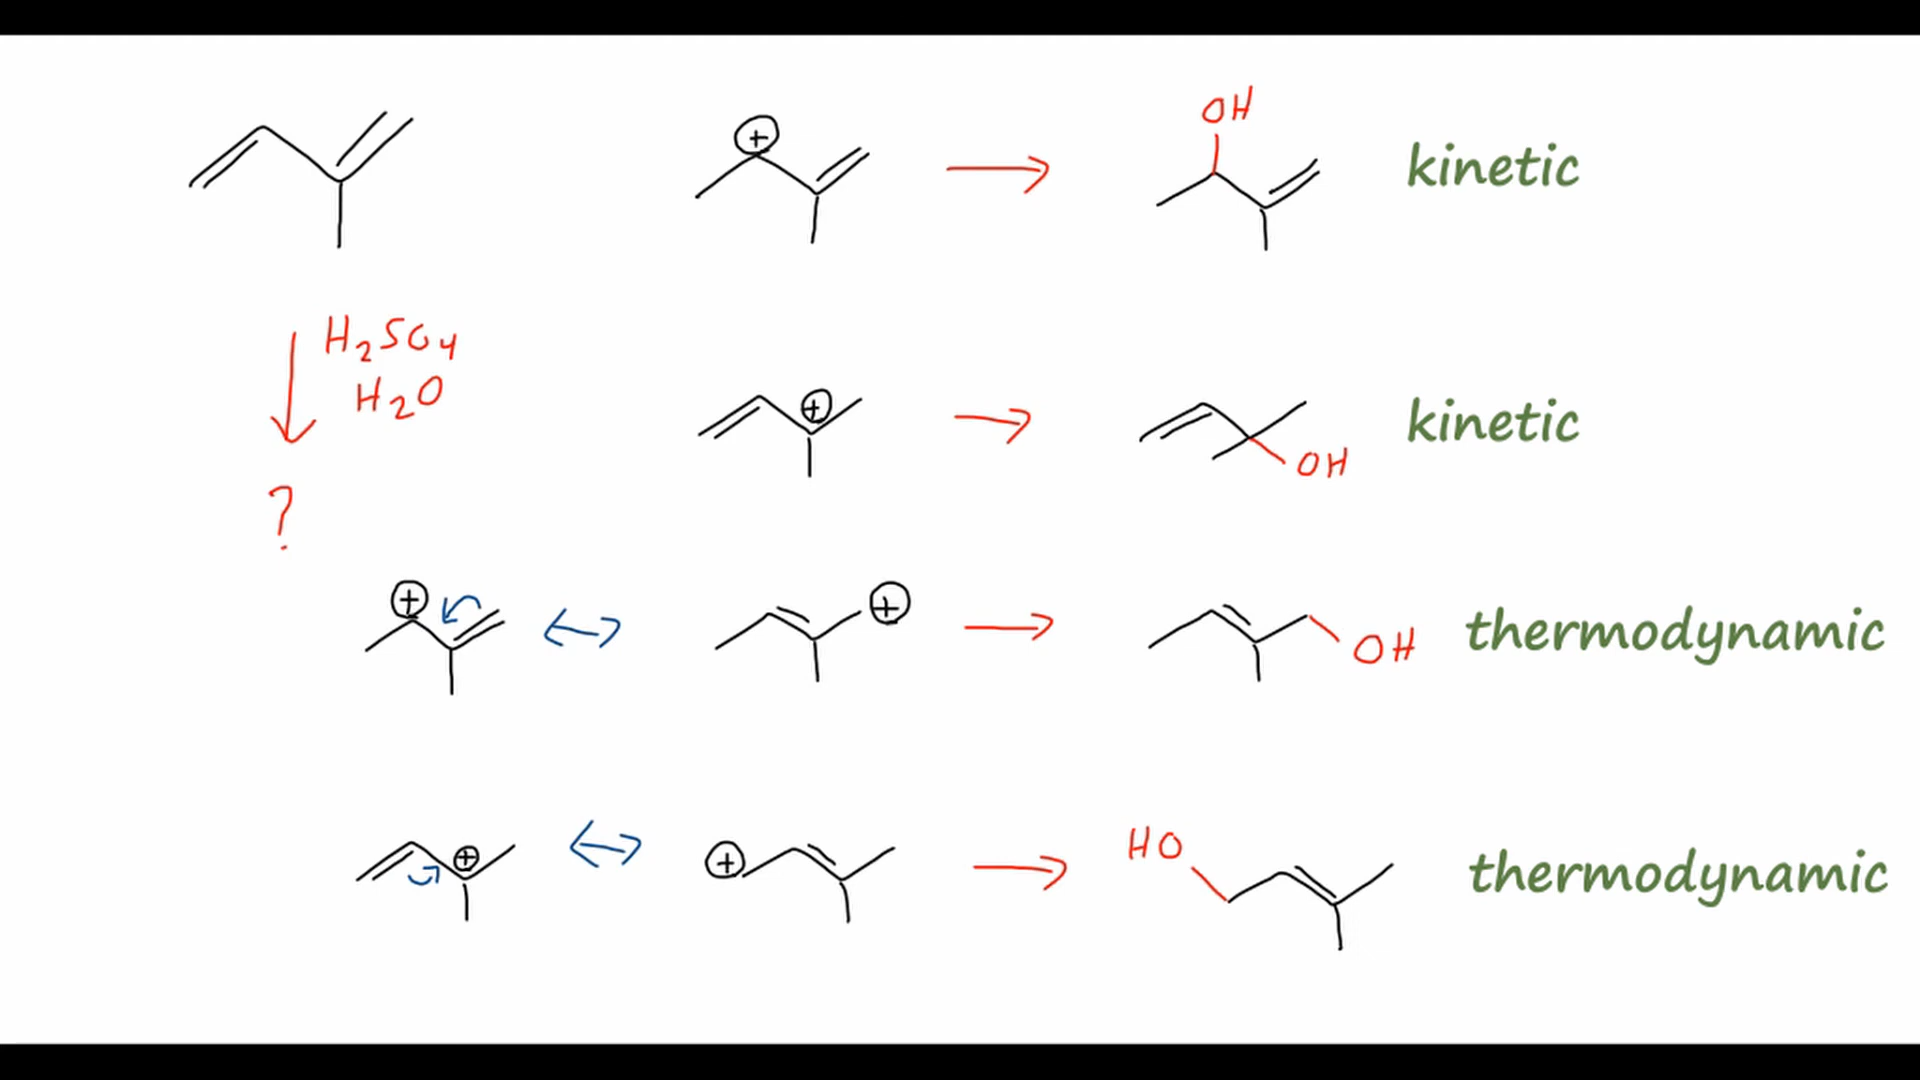 OH
⊕
kinetic
H₂SO₄
H₂O
⊕
OH
kinetic
?
⊕
⊕
OH
thermodynamic
⊕
⊕
HO
thermodynamic